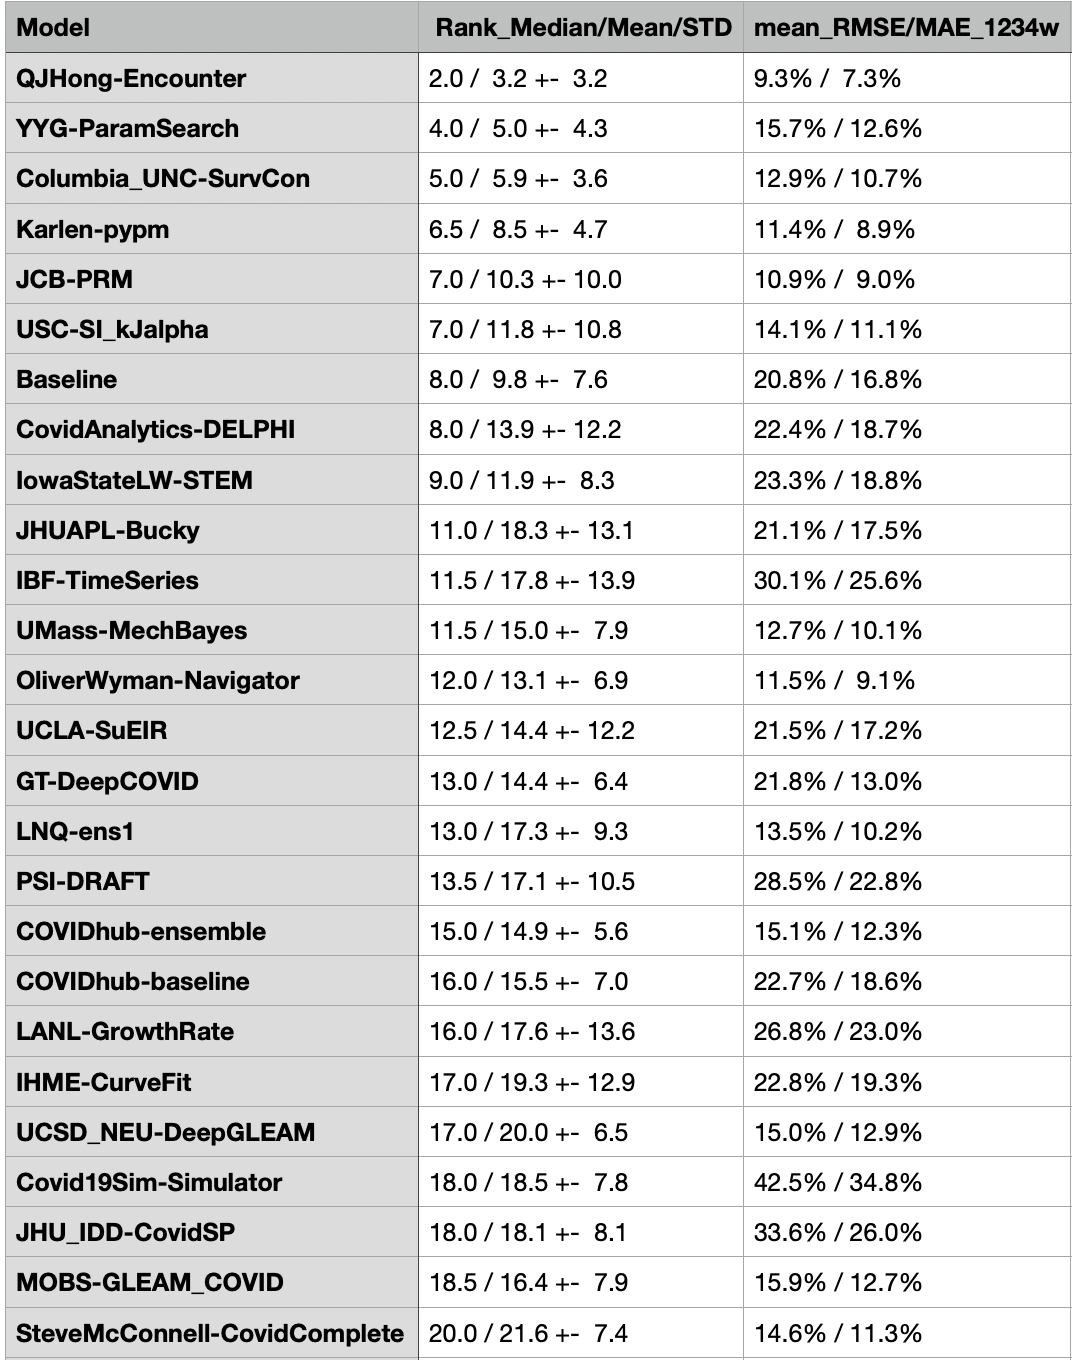 Model Rank_Median/Mean/STD mean_RMSE/MAE_1234w
QJHong-Encounter 2.0 / 3.2 +- 3.2 9.3% / 7.3%
YYG-ParamSearch 4.0 / 5.0 +- 4.3 15.7% / 12.6%
Columbia_UNC-SurvCon 5.0 / 5.9 +- 3.6 12.9% / 10.7%
Karlen-pypm 6.5 / 8.5 +- 4.7 11.4% / 8.9%
JCB-PRM 7.0 / 10.3 +- 10.0 10.9% / 9.0%
USC-SI_kJalpha 7.0 / 11.8 +- 10.8 14.1% / 11.1%
Baseline 8.0 / 9.8 +- 7.6 20.8% / 16.8%
CovidAnalytics-DELPHI 8.0 / 13.9 +- 12.2 22.4% / 18.7%
IowaStateLW-STEM 9.0 / 11.9 +- 8.3 23.3% / 18.8%
JHUAPL-Bucky 11.0 / 18.3 +- 13.1 21.1% / 17.5%
IBF-TimeSeries 11.5 / 17.8 +- 13.9 30.1% / 25.6%
UMass-MechBayes 11.5 / 15.0 +- 7.9 12.7% / 10.1%
OliverWyman-Navigator 12.0 / 13.1 +- 6.9 11.5% / 9.1%
UCLA-SuEIR 12.5 / 14.4 +- 12.2 21.5% / 17.2%
GT-DeepCOVID 13.0 / 14.4 +- 6.4 21.8% / 13.0%
LNQ-ens1 13.0 / 17.3 +- 9.3 13.5% / 10.2%
PSI-DRAFT 13.5 / 17.1 +- 10.5 28.5% / 22.8%
COVIDhub-ensemble 15.0 / 14.9 +- 5.6 15.1% / 12.3%
COVIDhub-baseline 16.0 / 15.5 +- 7.0 22.7% / 18.6%
LANL-GrowthRate 16.0 / 17.6 +- 13.6 26.8% / 23.0%
IHME-CurveFit 17.0 / 19.3 +- 12.9 22.8% / 19.3%
UCSD_NEU-DeepGLEAM 17.0 / 20.0 +- 6.5 15.0% / 12.9%
Covid19Sim-Simulator 18.0 / 18.5 +- 7.8 42.5% / 34.8%
JHU_IDD-CovidSP 18.0 / 18.1 +- 8.1 33.6% / 26.0%
MOBS-GLEAM_COVID 18.5 / 16.4 +- 7.9 15.9% / 12.7%
SteveMcConnell-CovidComplete 20.0 / 21.6 +- 7.4 14.6% / 11.3%